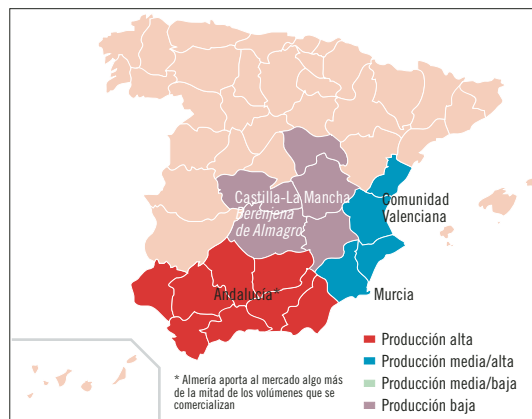 Castilla-La Mancha
Berenjena
de Almagro
Comunidad
Valenciana
Andalucía*
Murcia
Producción alta
Producción media/alta
Producción media/baja
Producción baja
* Almería aporta al mercado algo más
de la mitad de los volúmenes que se
comercializan